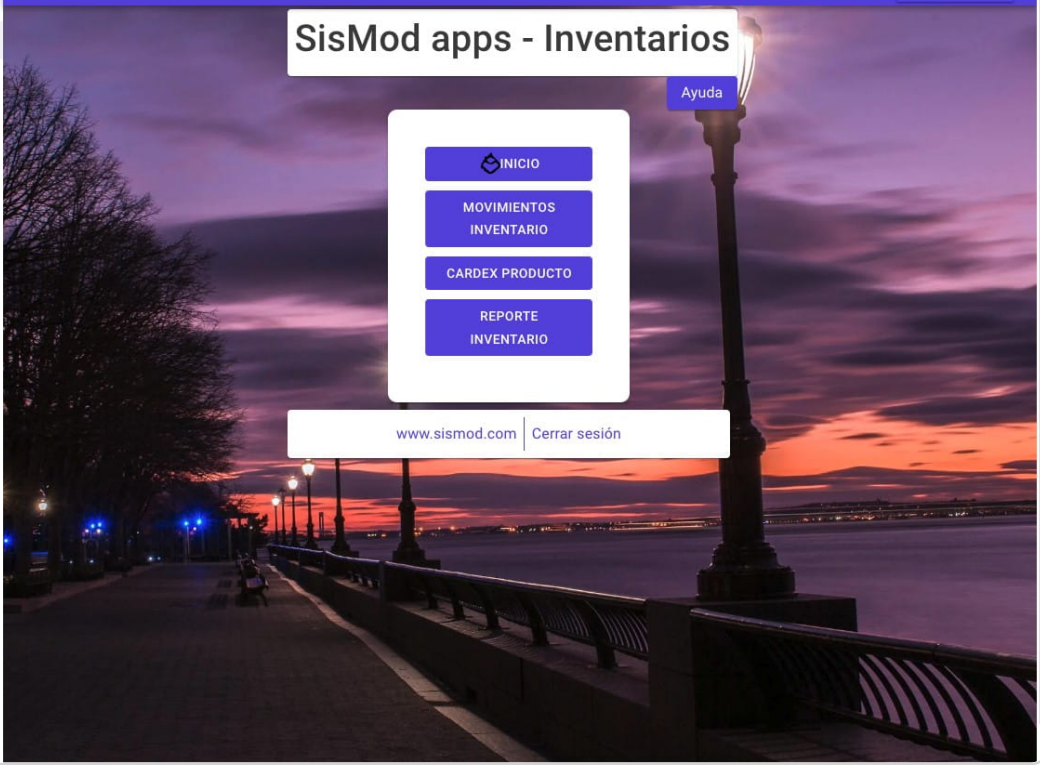 SisMod apps - Inventarios
Ayuda
INICIO
MOVIMIENTOS
INVENTARIO
CARDEX PRODUCTO
REPORTE
INVENTARIO
www.sismod.com
Cerrar sesión